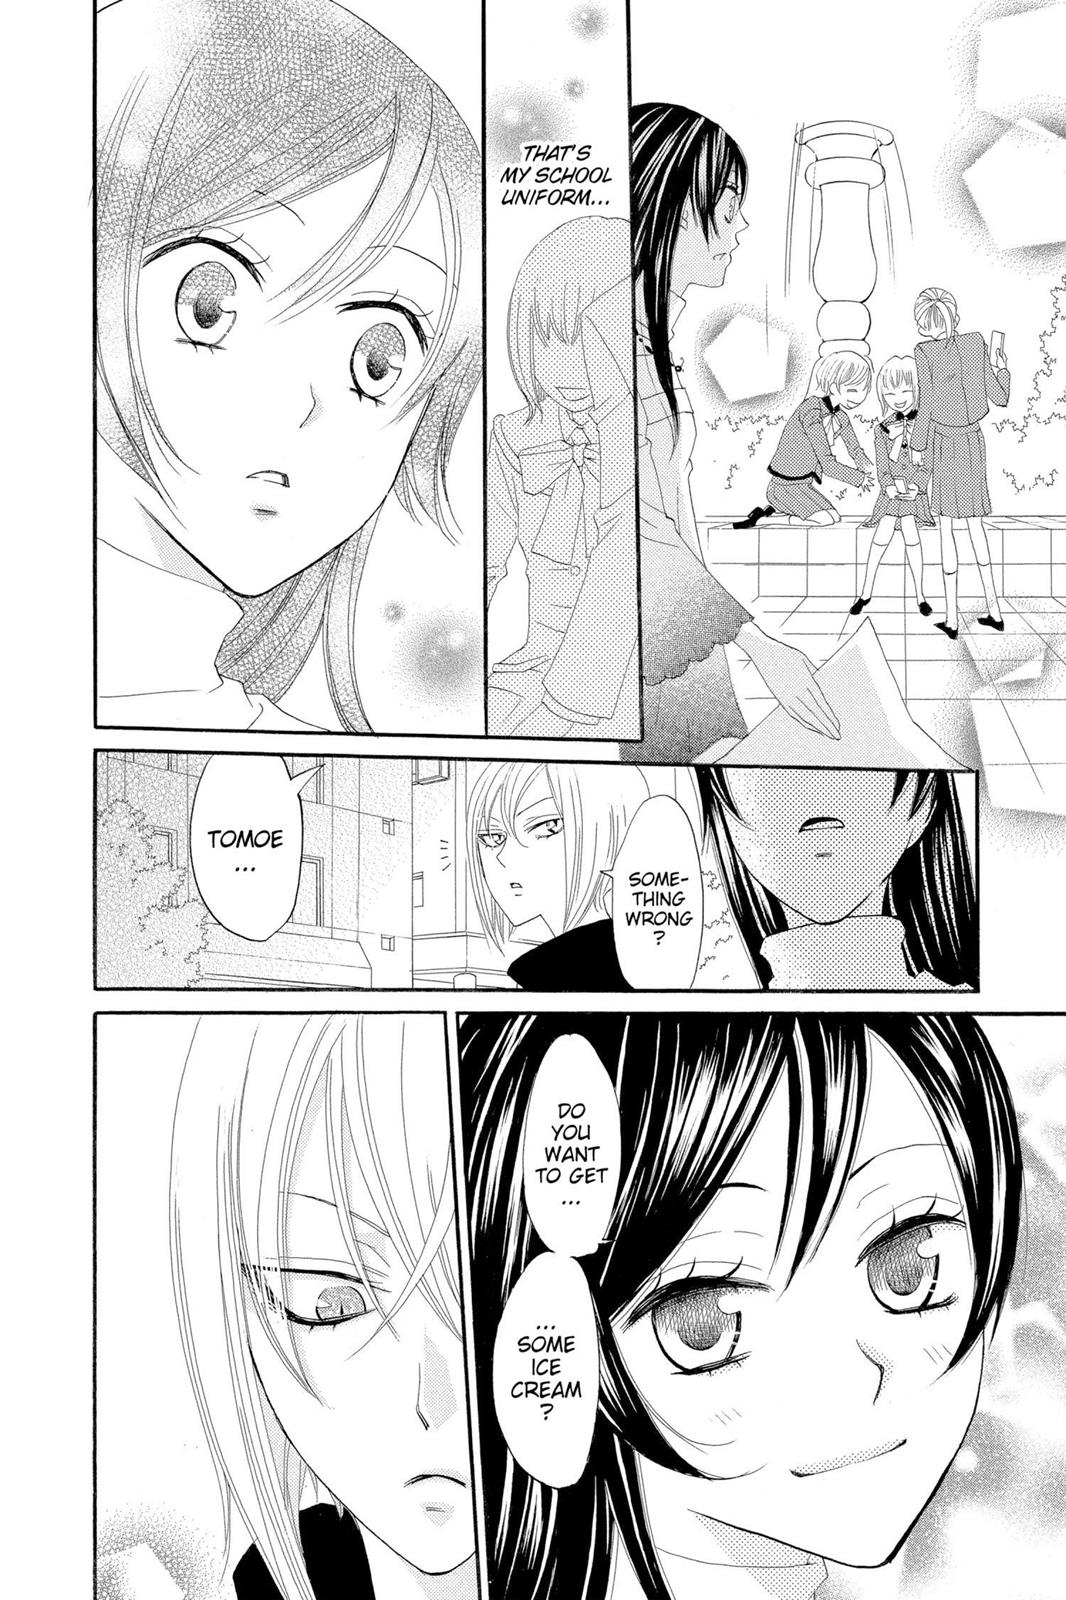 THAT'S
MY SCHOOL
UNIFORM...
TOMOE
...
SOME-
THING
WRONG
?
DO
YOU
WANT
TO GET
...
...
SOME
ICE
CREAM
?